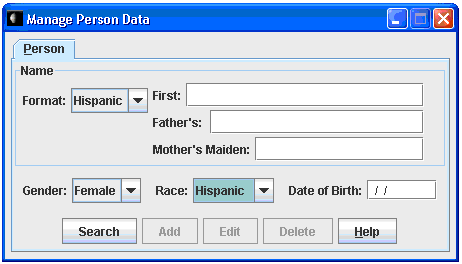 Manage Person Data
Person
Name
Format: Hispanic First:
Father's:
Mother's Maiden:
Gender: Female Race: Hispanic Date of Birth: / /
Search Add Edit Delete Help